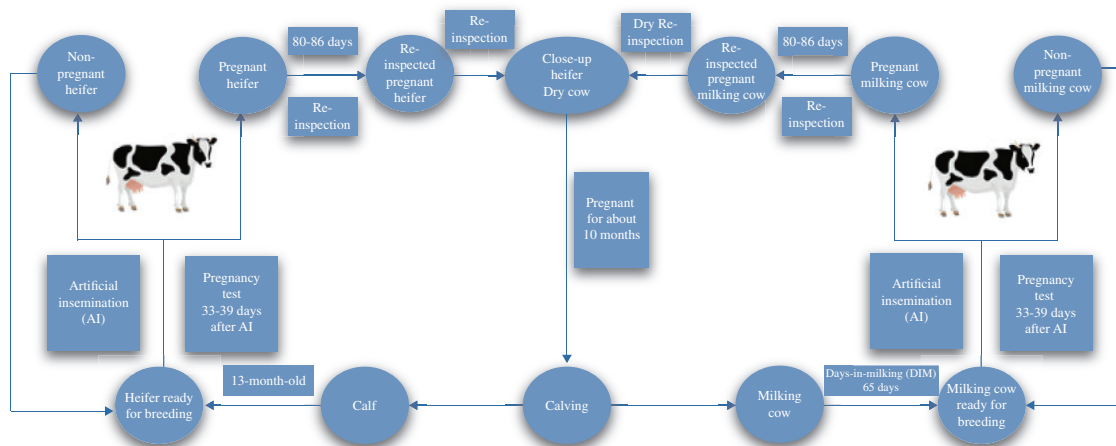 Non-
pregnant
heifer
Pregnant
heifer
80-86 days
Re-
inspection
Re-
inspected
pregnant
heifer
Re-
inspection
Close-up
heifer
Dry cow
Dry Re-
inspection
Re-
inspected
pregnant
milking cow
80-86 days
Re-
inspection
Pregnant
milking cow
Non-
pregnant
milking cow
Pregnant
for about
10 months
Artificial
insemination
(AI)
Pregnancy
test
33-39 days
after AI
Artificial
insemination
(AI)
Pregnancy
test
33-39 days
after AI
Heifer ready
for breeding
13-month-old
Calf
Calving
Milking
cow
Days-in-milking (DIM)
65 days
Milking cow
ready for
breeding